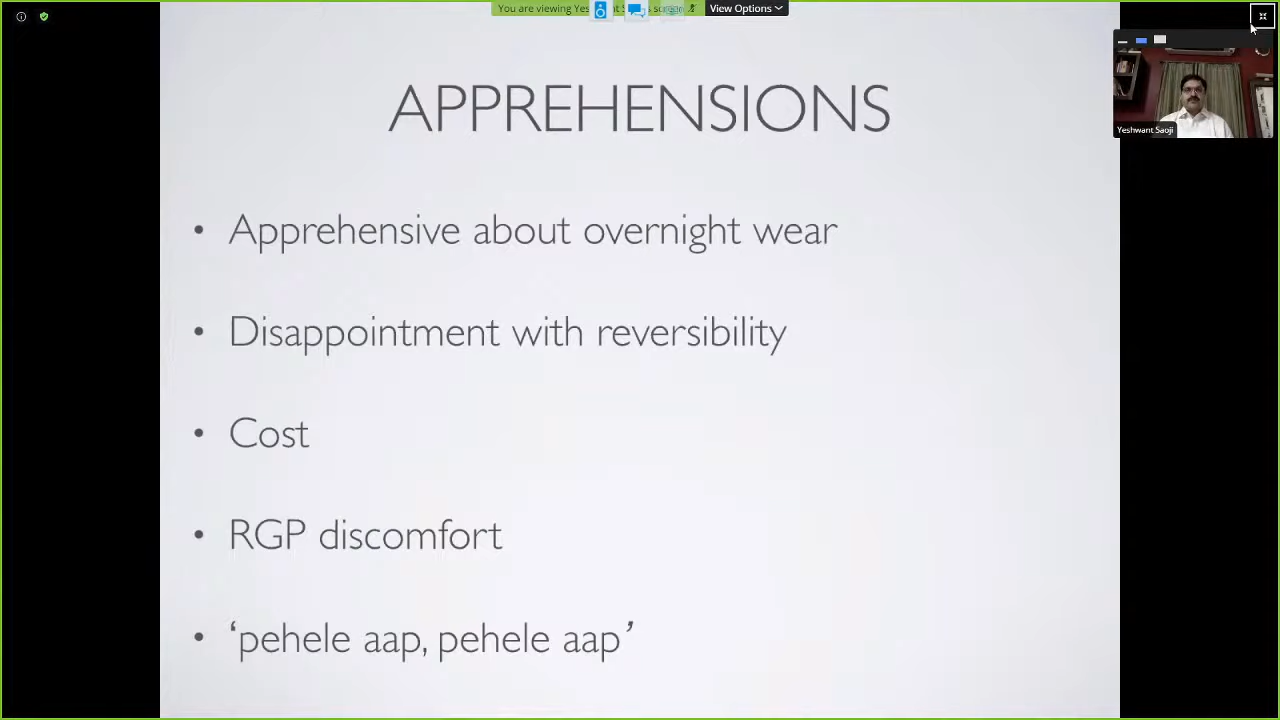 You are viewing Yes
View Options
APPREHENSIONS
Yeshwant Saoji
• Apprehensive about overnight wear
• Disappointment with reversibility
• Cost
• RGP discomfort
• ‘pehele aap, pehele aap’